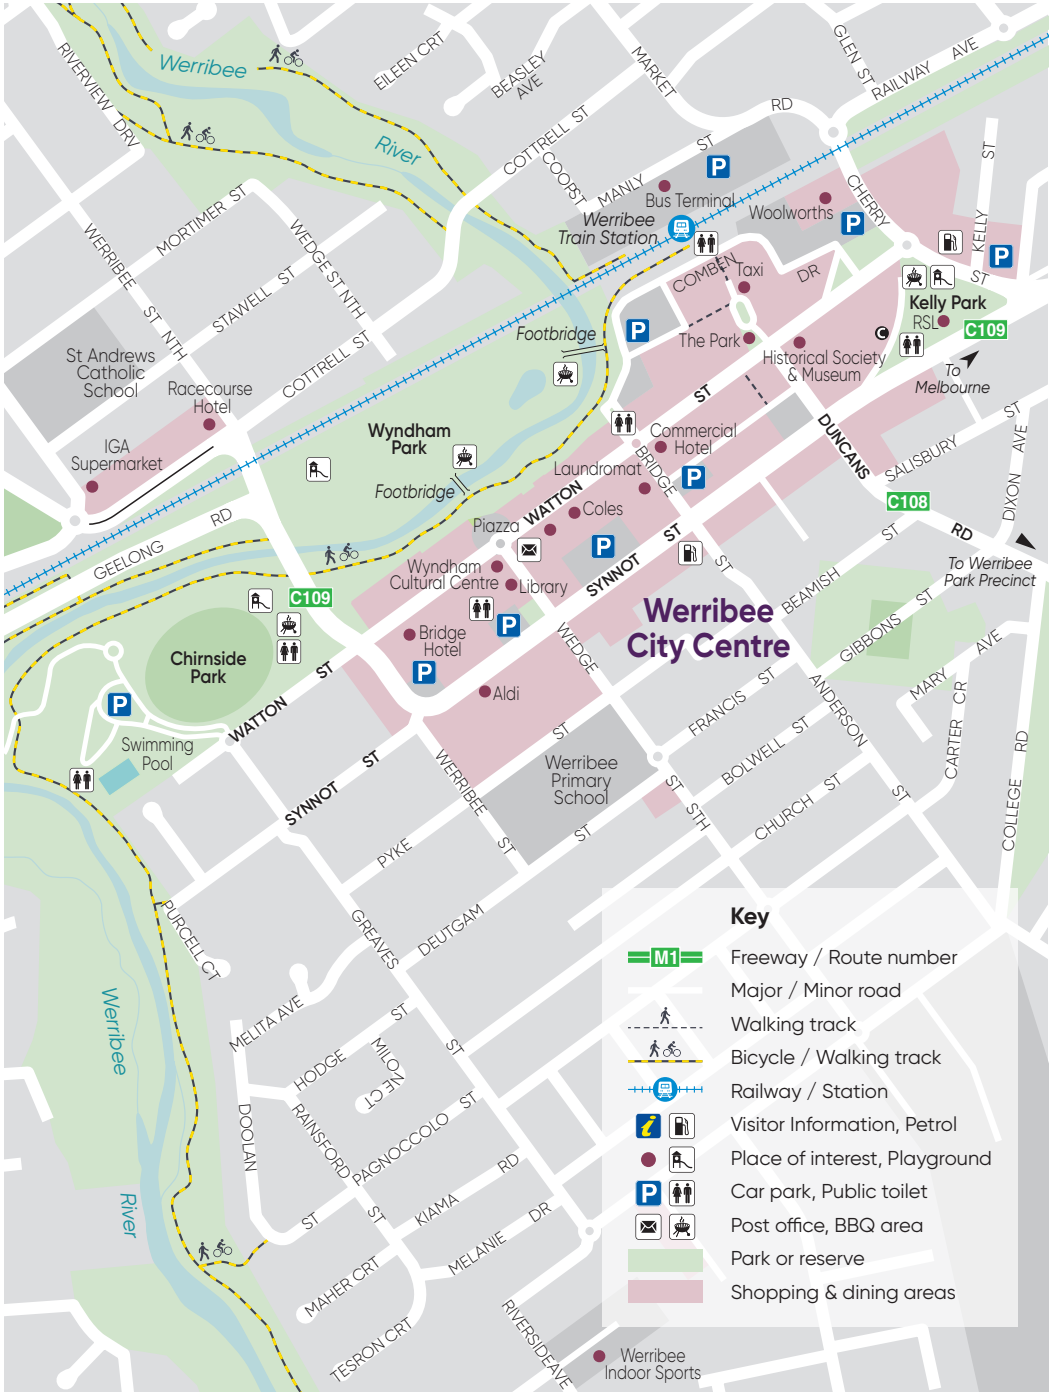 EILEEN CRT
BEASLEY
AVE
MARKET
RD
GLEN ST
RAILWAY AVE
RIVERVIEW DRV
Werribee
River
COTTRELL ST
COOP ST
MANLY ST
P
Bus Terminal
Werribee
Train Station
Woolworths
P
CHERRY
KELLY ST
P
ST
MORTIMER ST
WERRIBEE ST NTH
WEDGE ST NTH
STAWELL ST
COTTRELL ST
COMBEN DR
Taxi
Kelly Park
RSL
C109
C
To
Melbourne
Footbridge
P
The Park
Historical Society
& Museum
St Andrews
Catholic
School
Racecourse
Hotel
IGA
Supermarket
Wyndham
Park
Footbridge
ST
Commercial
Hotel
Laundromat
BRIDGE ST
P
DUNCANS RD
SALISBURY ST
C108
DIXON AVE
WATTON
Coles
Piazza
P
SYNNOT ST
To Werribee
Park Precinct
GEELONG RD
Wyndham
Cultural Centre
Library
C109
P
Bridge
Hotel
P
Aldi
Werribee
City Centre
BEAMISH ST
GIBBONS ST
MARY AVE
CARTER CR
COLLEGE RD
Chirnside
Park
P
WATTON ST
Swimming
Pool
WEDGE ST STH
FRANCIS ST
BOLWELL ST
ANDERSON ST
CHURCH ST
SYNNOT ST
WERRIBEE ST
Werribee
Primary
School
PYKE ST
DEUTGAM ST
PURCELL CT
GREAVES ST
MELITA AVE
HODGE ST
MILONE CT
Werribee
River
DOOLAN ST
RAINSFORD ST
PAGNOCCOLO ST
KIAMA RD
MELANIE DR
MAHER CRT
TESRON CRT
RIVERSIDE AVE
Werribee
Indoor Sports
Key
M1
Freeway / Route number
Major / Minor road
Walking track
Bicycle / Walking track
Railway / Station
i
Visitor Information, Petrol
Place of interest, Playground
P
Car park, Public toilet
Post office, BBQ area
Park or reserve
Shopping & dining areas